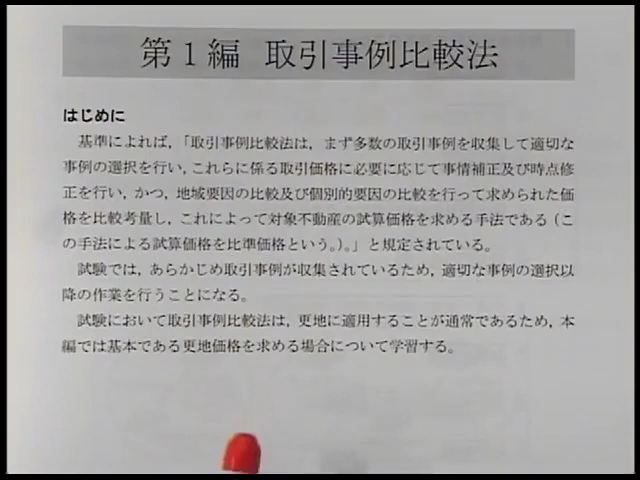 第1編 取引事例比較法
はじめに
基準によれば，「取引事例比較法は，まず多数の取引事例を収集して適切な
事例の選択を行い，これらに係る取引価格に必要に応じて事情補正及び時点修
正を行い，かつ，地域要因の比較及び個別的要因の比較を行って求められた価
格を比較考量し，これによって対象不動産の試算価格を求める手法である（こ
の手法による試算価格を比準価格という。）。」と規定されている。
試験では，あらかじめ取引事例が収集されているため，適切な事例の選択以
降の作業を行うことになる。
試験において取引事例比較法は，更地に適用することが通常であるため，本
編では基本である更地価格を求める場合について学習する。